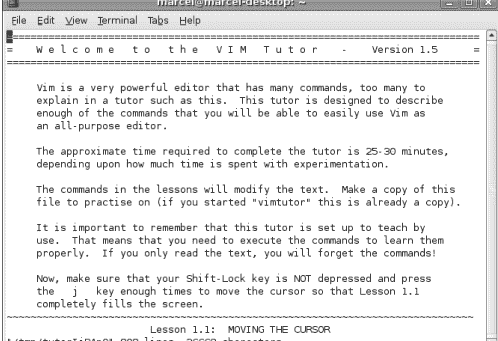 marcel@marcel-desktop: ~
File Edit View Terminal Tabs Help
===============================================================================
=    W e l c o m e   t o   t h e   V I M   T u t o r    -    Version 1.5      =
===============================================================================
Vim is a very powerful editor that has many commands, too many to
explain in a tutor such as this. This tutor is designed to describe
enough of the commands that you will be able to easily use Vim as
an all-purpose editor.
The approximate time required to complete the tutor is 25-30 minutes,
depending upon how much time is spent with experimentation.
The commands in the lessons will modify the text. Make a copy of this
file to practise on (if you started "vimtutor" this is already a copy).
It is important to remember that this tutor is set up to teach by
use. That means that you need to execute the commands to learn them
properly. If you only read the text, you will forget the commands!
Now, make sure that your Shift-Lock key is NOT depressed and press
the j key enough times to move the cursor so that Lesson 1.1
completely fills the screen.
~~~~~~~~~~~~~~~~~~~~~~~~~~~~~~~~~~~~~~~~~~~~~~~~~~~~~~~~~~~~~~~~~~~~~~~~~~~~~~~
Lesson 1.1: MOVING THE CURSOR
lines, characters